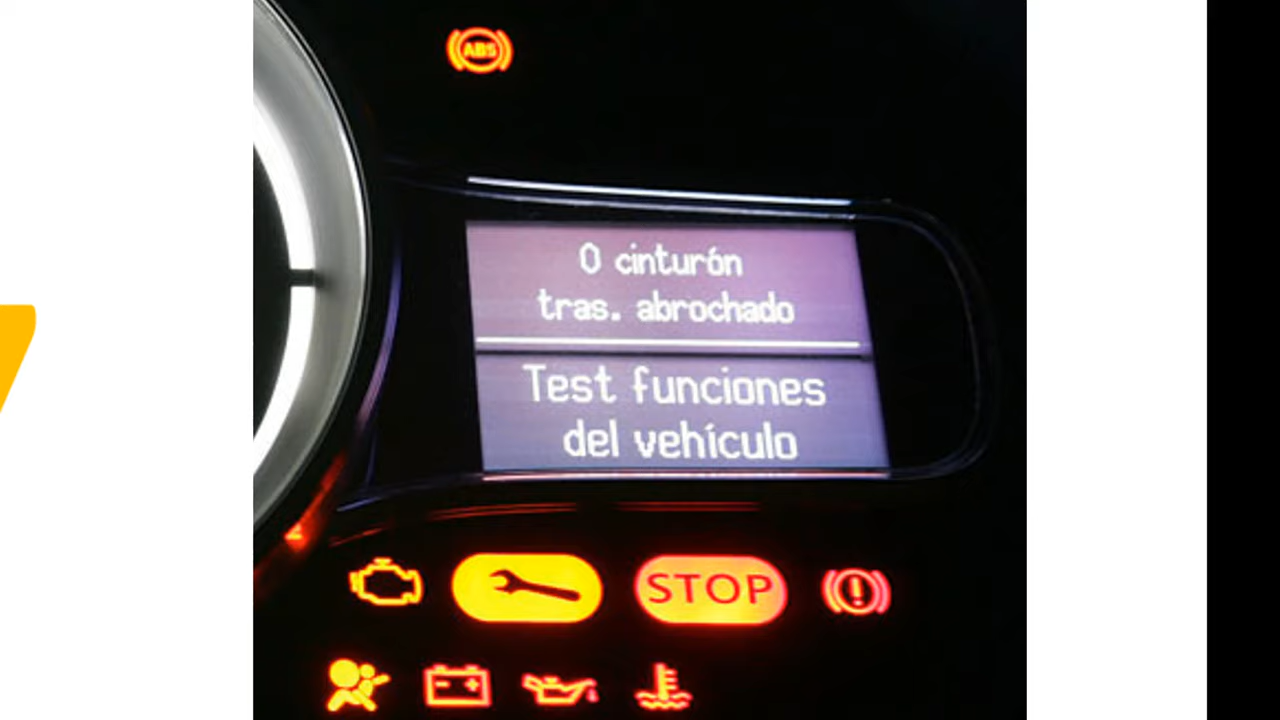 ABS
0 cinturón
tras. abrochado
Test funciones
del vehículo
STOP